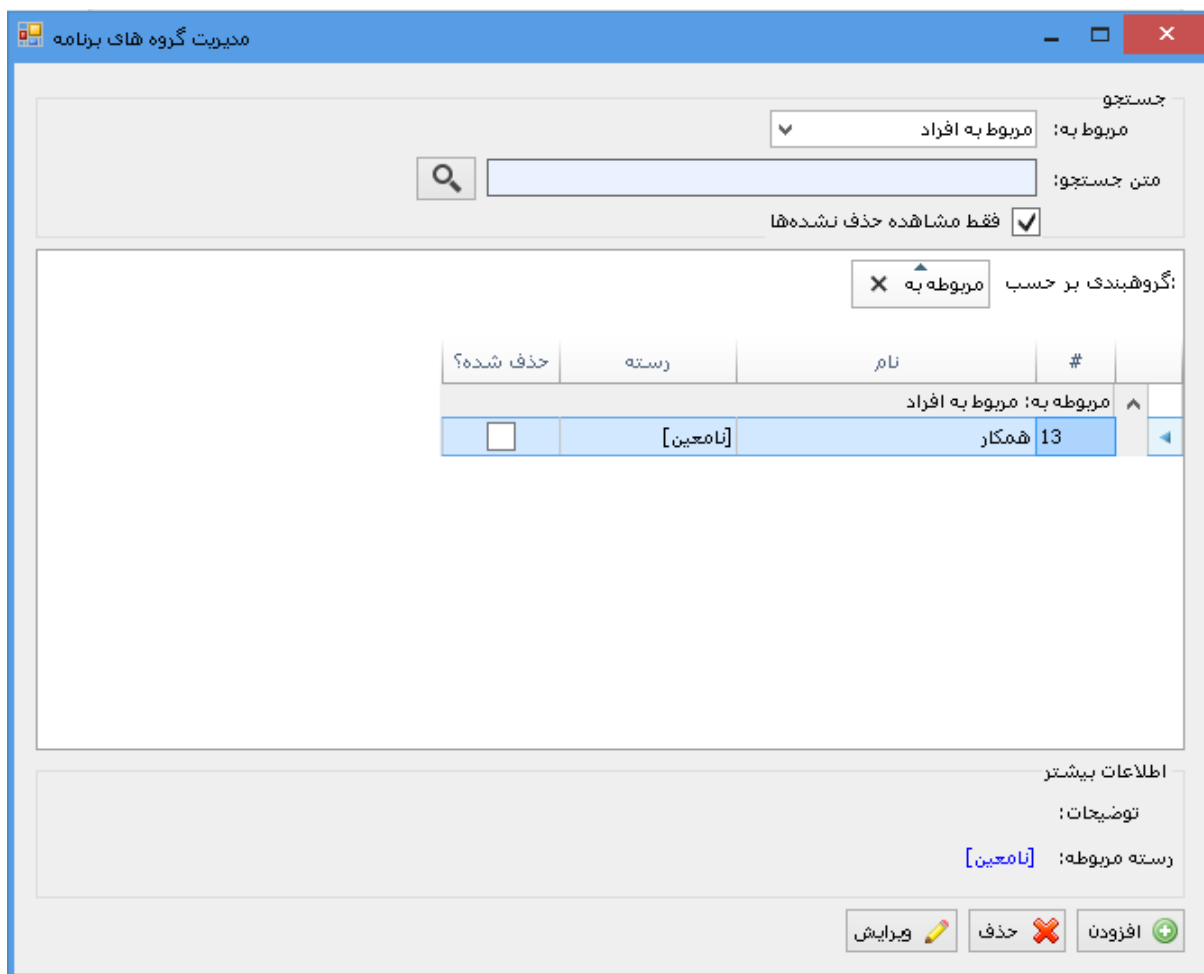 مدیریت گروه های برنامه
جستجو
مربوط به: مربوط به افراد
متن جستجو:
فقط مشاهده حذف نشده‌ها
گروهبندی بر حسب: مربوطه به
# نام رسته حذف شده؟
مربوطه به: مربوط به افراد
13 همکار [نامعین]
اطلاعات بیشتر
توضیحات:
رسته مربوطه: [نامعین]
افزودن حذف ویرایش